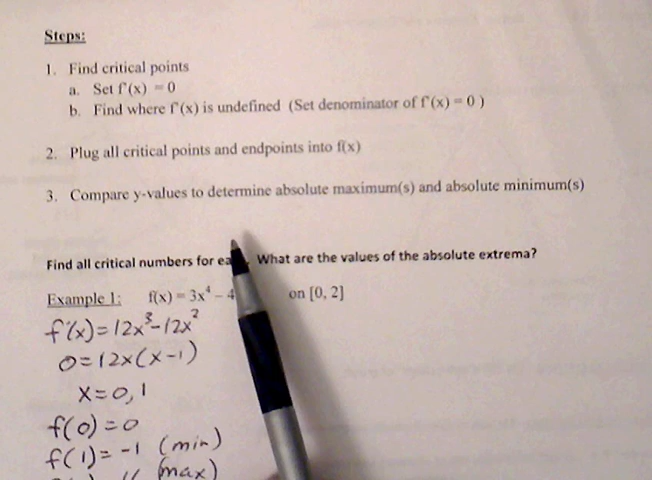 Steps:
1. Find critical points
a. Set f'(x) = 0
b. Find where f'(x) is undefined (Set denominator of f'(x) = 0 )
2. Plug all critical points and endpoints into f(x)
3. Compare y-values to determine absolute maximum(s) and absolute minimum(s)
Find all critical numbers for What are the values of the absolute extrema?
Example 1: f(x) = 3x⁴ – 4 on [0, 2]
f'(x) = 12x³-12x²
0 = 12x(x-1)
x = 0, 1
f(0) = 0
f(1) = -1 (min)
(max)